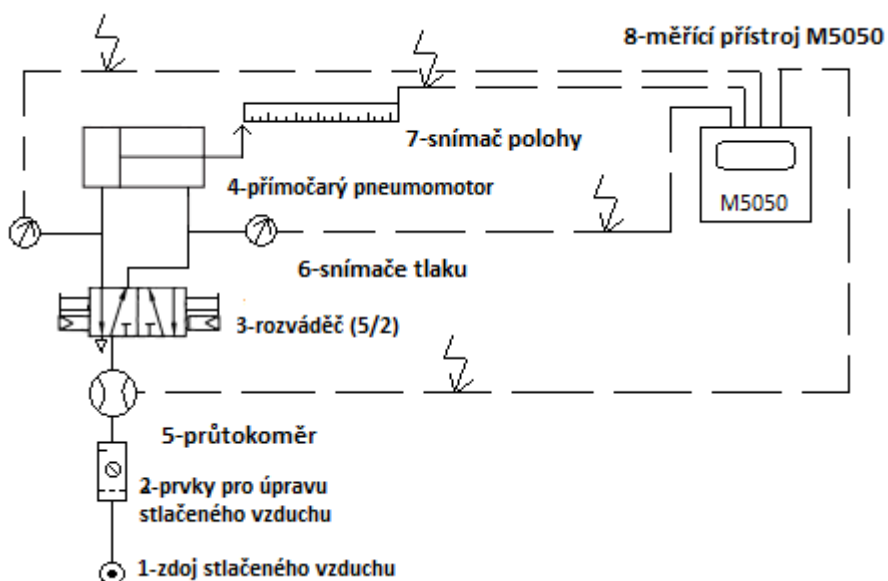 8-měřící přístroj M5050
7-snímač polohy
4-přímočarý pneumomotor
M5050
6-snímače tlaku
3-rozváděč (5/2)
5-průtokoměr
2-prvky pro úpravu
stlačeného vzduchu
1-zdoj stlačeného vzduchu